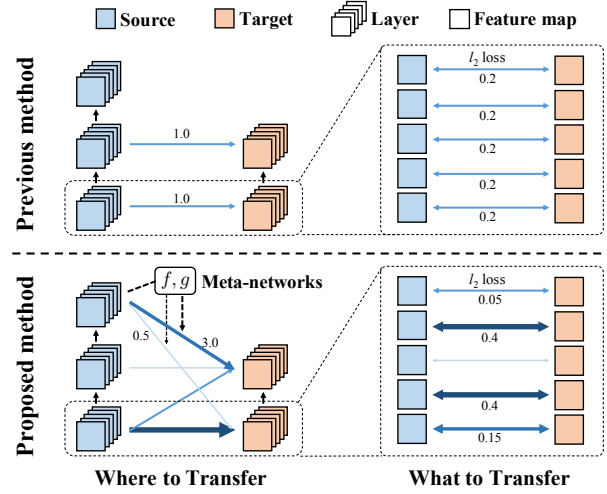 Source Target Layer Feature map
Previous method
1.0
1.0
l₂ loss
0.2
0.2
0.2
0.2
0.2
Proposed method
f, g Meta-networks
0.5 3.0
l₂ loss
0.05
0.4
0.4
0.15
Where to Transfer What to Transfer